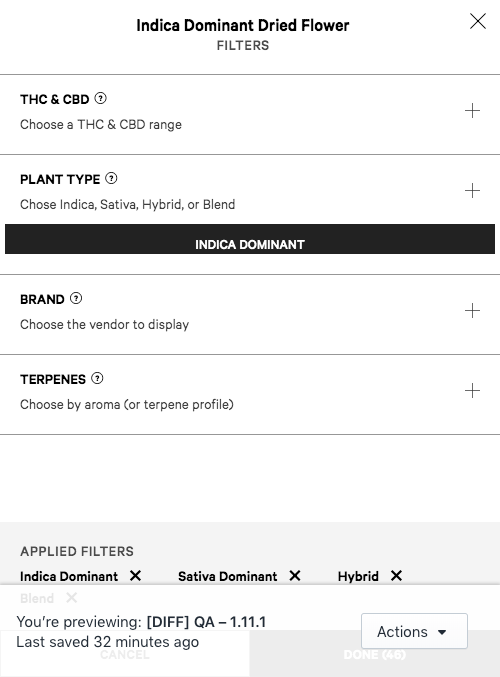 Indica Dominant Dried Flower
FILTERS
THC & CBD ?
Choose a THC & CBD range
PLANT TYPE ?
Chose Indica, Sativa, Hybrid, or Blend
INDICA DOMINANT
BRAND ?
Choose the vendor to display
TERPENES ?
Choose by aroma (or terpene profile)
APPLIED FILTERS
Indica Dominant Sativa Dominant Hybrid
Blend
You're previewing: [DIFF] QA – 1.11.1
Last saved 32 minutes ago
Actions
CANCEL
DONE (46)